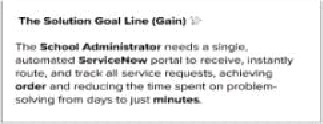 The Solution Goal Line (Gain)
The School Administrator needs a single,
automated ServiceNow portal to receive, instantly
route, and track all service requests, achieving
order and reducing the time spent on problem-
solving from days to just minutes.